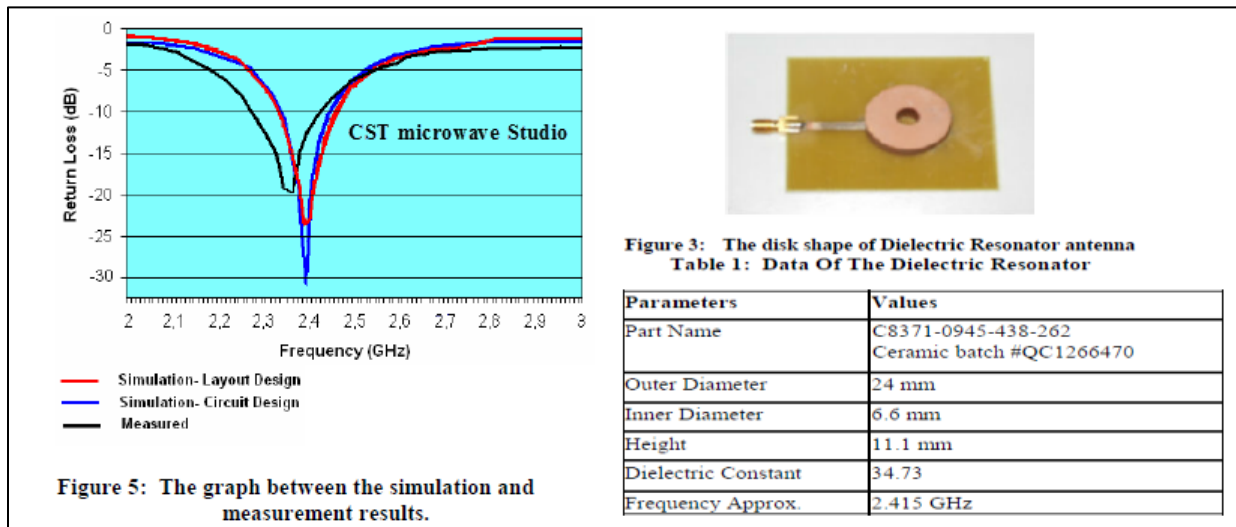 0
-5
-10
-15
-20
-25
-30
Return Loss (dB)
CST microwave Studio
2 2,1 2,2 2,3 2,4 2,5 2,6 2,7 2,8 2,9 3
Frequency (GHz)
Simulation- Layout Design
Simulation- Circuit Design
Measured
Figure 5: The graph between the simulation and
measurement results.
Figure 3: The disk shape of Dielectric Resonator antenna
Table 1: Data Of The Dielectric Resonator
Parameters Values
Part Name C8371-0945-438-262
Ceramic batch #QC1266470
Outer Diameter 24 mm
Inner Diameter 6.6 mm
Height 11.1 mm
Dielectric Constant 34.73
Frequency Approx. 2.415 GHz